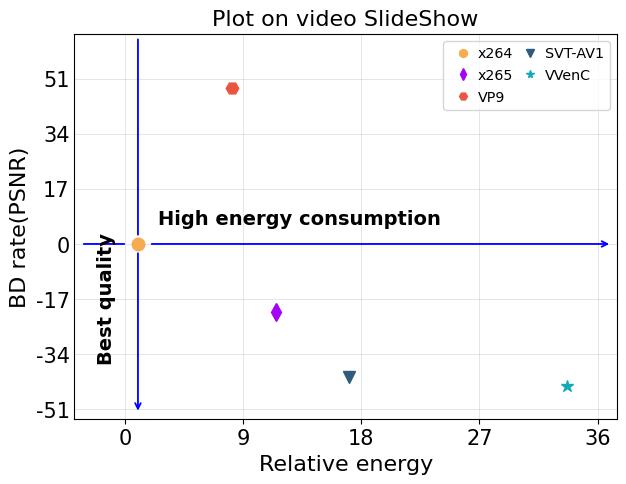 Plot on video SlideShow
x264
x265
VP9
SVT-AV1
VVenC
51
34
17
0
-17
-34
-51
BD rate(PSNR)
High energy consumption
Best quality
0 9 18 27 36
Relative energy